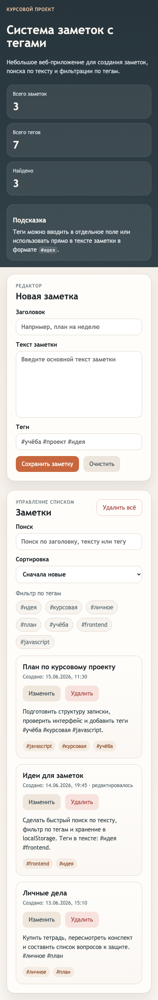 КУРСОВОЙ ПРОЕКТ
Система заметок с
тегами
Небольшое веб-приложение для создания заметок,
поиска по тексту и фильтрации по тегам.
Всего заметок
3
Всего тегов
7
Найдено
3
Подсказка
Теги можно вводить в отдельное поле или
использовать прямо в тексте заметки в
формате #идея.
РЕДАКТОР
Новая заметка
Заголовок
Например, план на неделю
Текст заметки
Введите основной текст заметки
Теги
#учёба #проект #идея
Сохранить заметку Очистить
УПРАВЛЕНИЕ СПИСКОМ
Заметки
Удалить всё
Поиск
Поиск по заголовку, тексту или тегу
Сортировка
Сначала новые
Фильтр по тегам
#идея #курсовая #личное
#план #учёба #frontend
#javascript
План по курсовому проекту
Создано: 15.06.2026, 11:30
Изменить Удалить
Подготовить структуру записки,
проверить интерфейс и добавить теги
#учёба #курсовая #javascript.
#javascript #курсовая #учёба
Идеи для заметок
Создано: 14.06.2026, 19:45 · редактировалось
Изменить Удалить
Сделать быстрый поиск по тексту,
фильтр по тегам и хранение в
localStorage. Теги в тексте: #идея
#frontend.
#frontend #идея
Личные дела
Создано: 13.06.2026, 15:10
Изменить Удалить
Купить тетрадь, пересмотреть конспект
и составить список вопросов к защите.
#личное #план
#личное #план